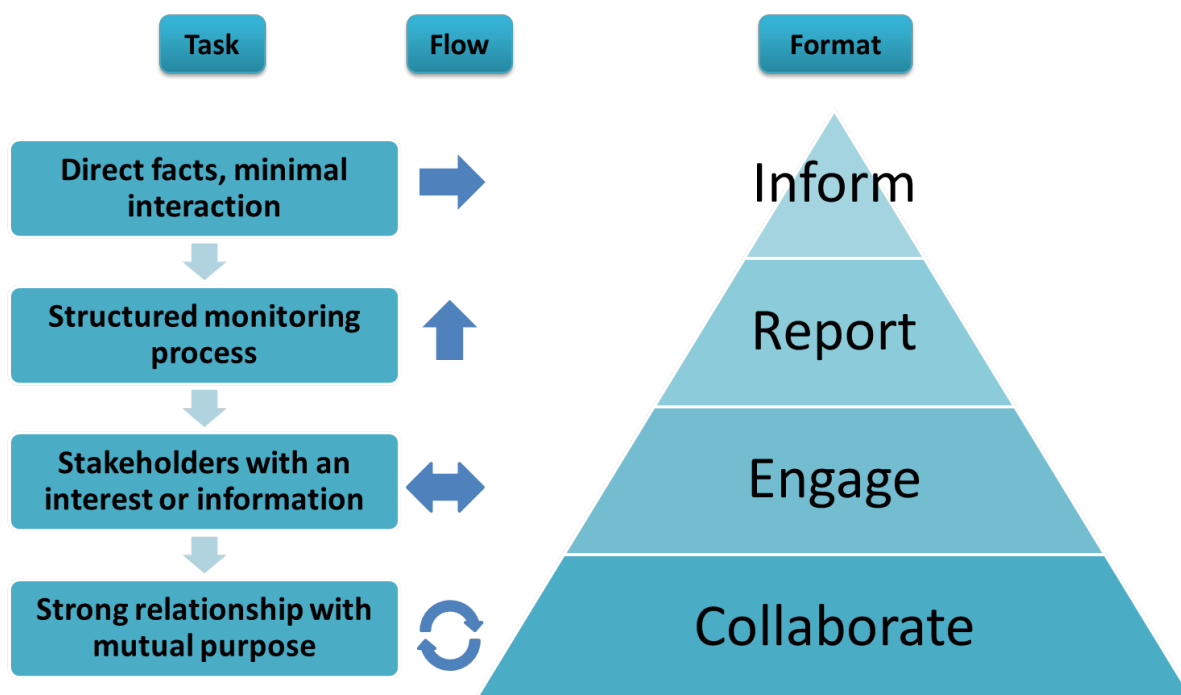 Task
Flow
Format
Direct facts, minimal
interaction
Inform
Structured monitoring
process
Report
Stakeholders with an
interest or information
Engage
Strong relationship with
mutual purpose
Collaborate